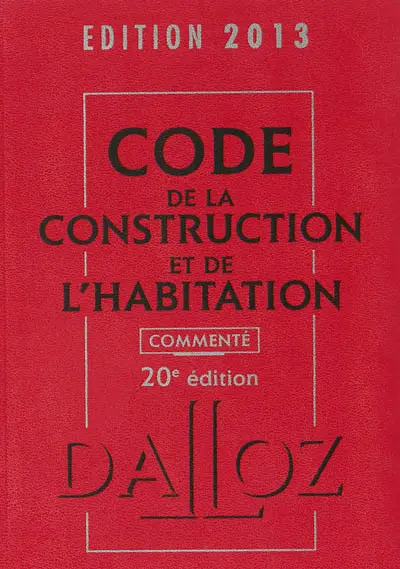 EDITION 2013
CODE
DE LA
CONSTRUCTION
ET DE
L'HABITATION
COMMENTÉ
20e édition
DALLOZ